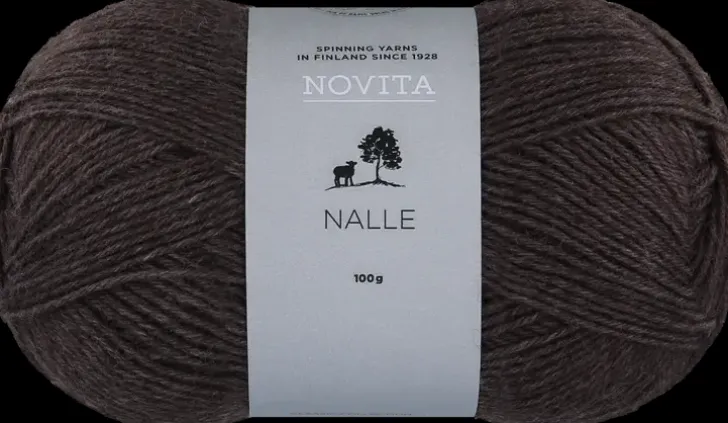 SPINNING YARNS
IN FINLAND SINCE 1928
NOVITA
NALLE
100g